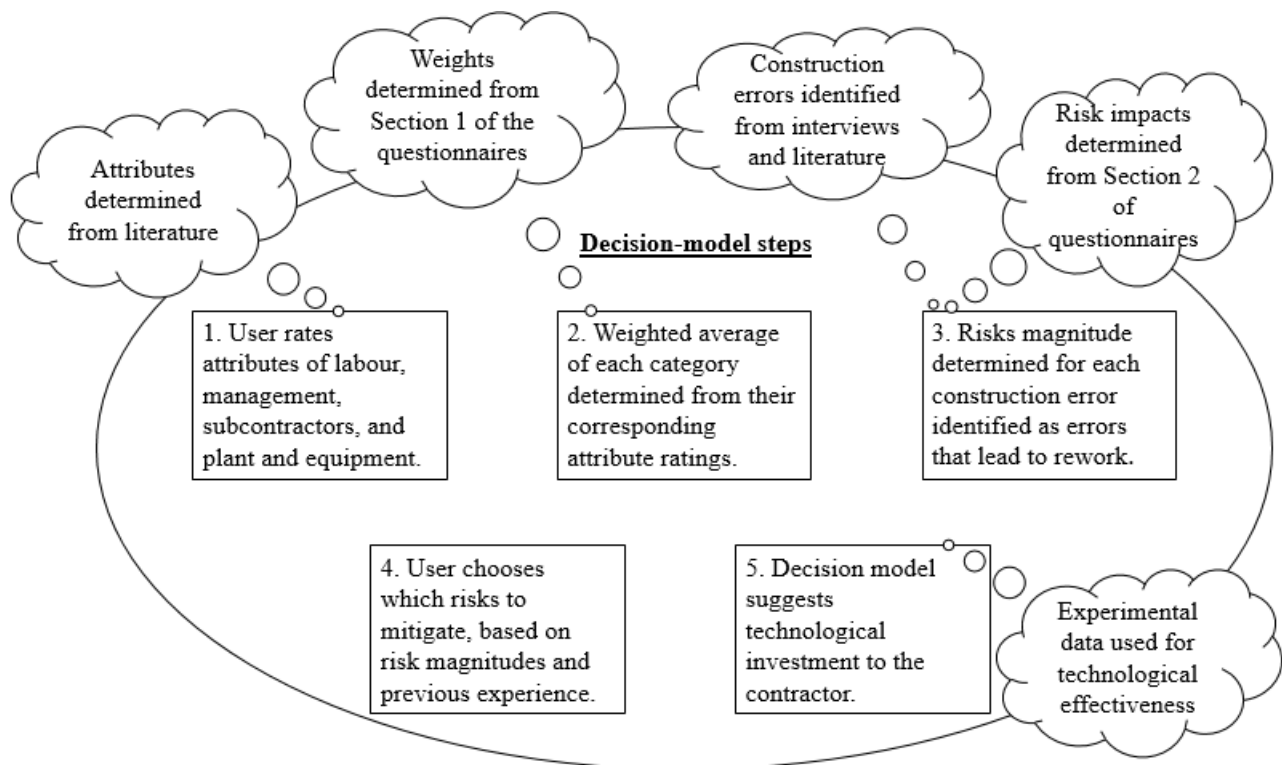 Weights
determined from
Section 1 of the
questionnaires
Construction
errors identified
from interviews
and literature
Risk impacts
determined
from Section 2
of
questionnaires
Attributes
determined
from literature
Decision-model steps
1. User rates
attributes of labour,
management,
subcontractors, and
plant and equipment.
2. Weighted average
of each category
determined from their
corresponding
attribute ratings.
3. Risks magnitude
determined for each
construction error
identified as errors
that lead to rework.
4. User chooses
which risks to
mitigate, based on
risk magnitudes and
previous experience.
5. Decision model
suggests
technological
investment to the
contractor.
Experimental
data used for
technological
effectiveness